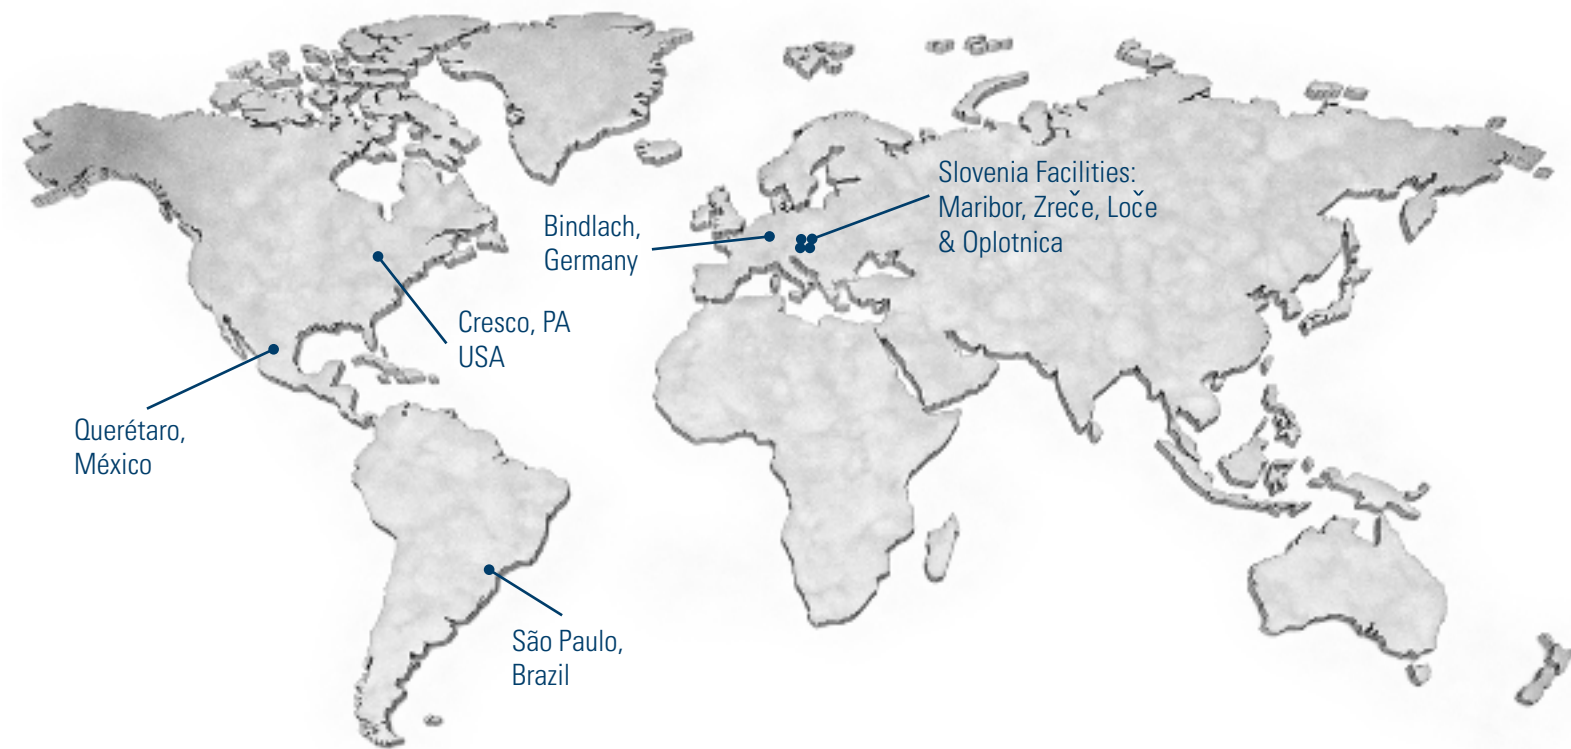 Slovenia Facilities:
Maribor, Zreče, Loče
& Oplotnica
Bindlach,
Germany
Cresco, PA
USA
Querétaro,
México
São Paulo,
Brazil